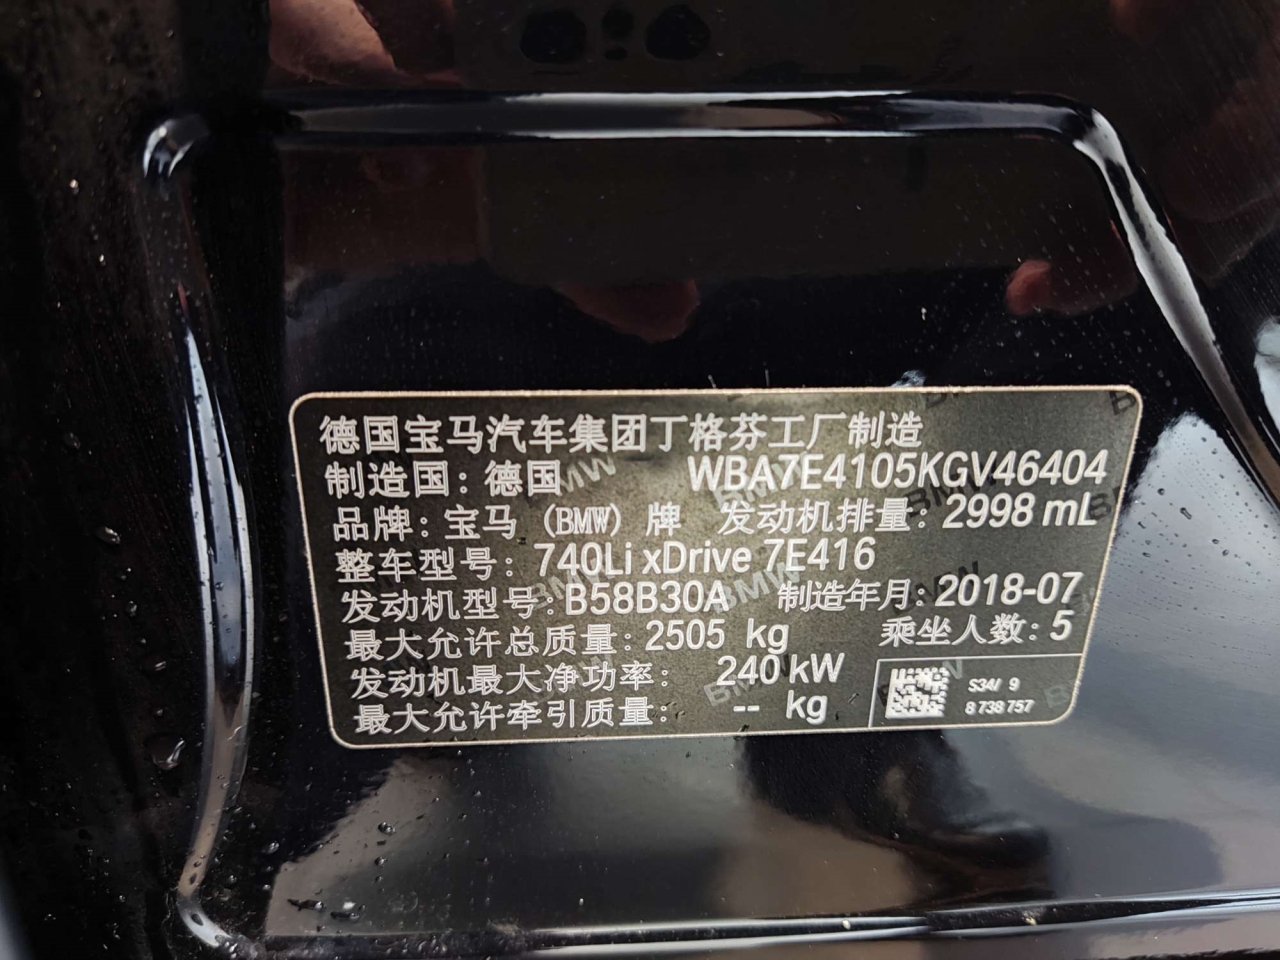 德国宝马汽车集团丁格芬工厂制造
制造国: 德国 WBA7E4105KGV46404
品牌: 宝马 (BMW) 牌 发动机排量: 2998 mL
整车型号: 740Li xDrive 7E416
发动机型号: B58B30A 制造年月: 2018-07
最大允许总质量: 2505 kg 乘坐人数: 5
发动机最大净功率: 240 kW
最大允许牵引质量: -- kg
S34/ 9
8 738 757